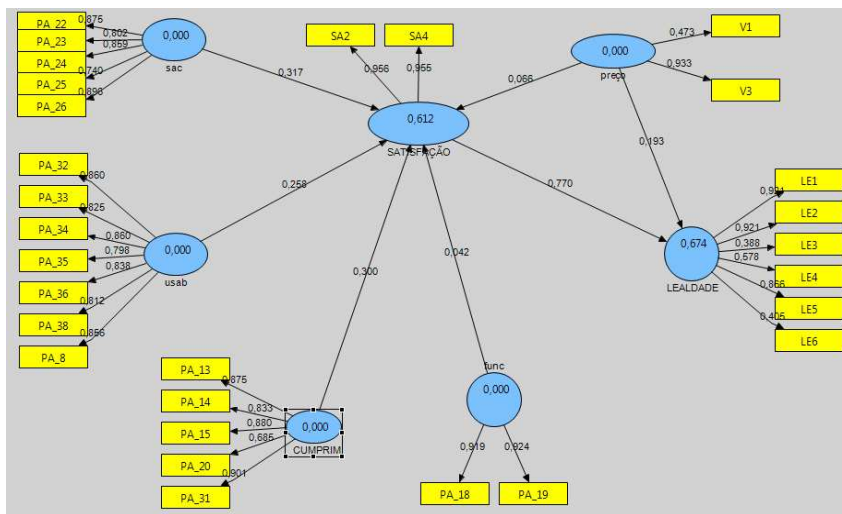 PA_22
0,875
PA_23
0,802
PA_24
0,859
PA_25
0,740
PA_26
0,898
0,000
sac
0,317
SA2
SA4
0,956
0,955
0,612
SATISFAÇÃO
0,000
preço
0,066
0,473
V1
0,933
V3
0,193
0,770
PA_32
0,860
PA_33
0,825
PA_34
0,860
PA_35
0,798
PA_36
0,838
PA_38
0,812
PA_8
0,856
0,000
usab
0,258
0,300
0,042
0,674
LEALDADE
LE1
LE2
0,921
LE3
0,388
LE4
0,578
LE5
0,866
LE6
0,405
PA_13
0,875
PA_14
0,833
PA_15
0,880
PA_20
0,685
PA_31
0,901
0,000
CUMPRIM
func
0,000
0,919
0,924
PA_18
PA_19